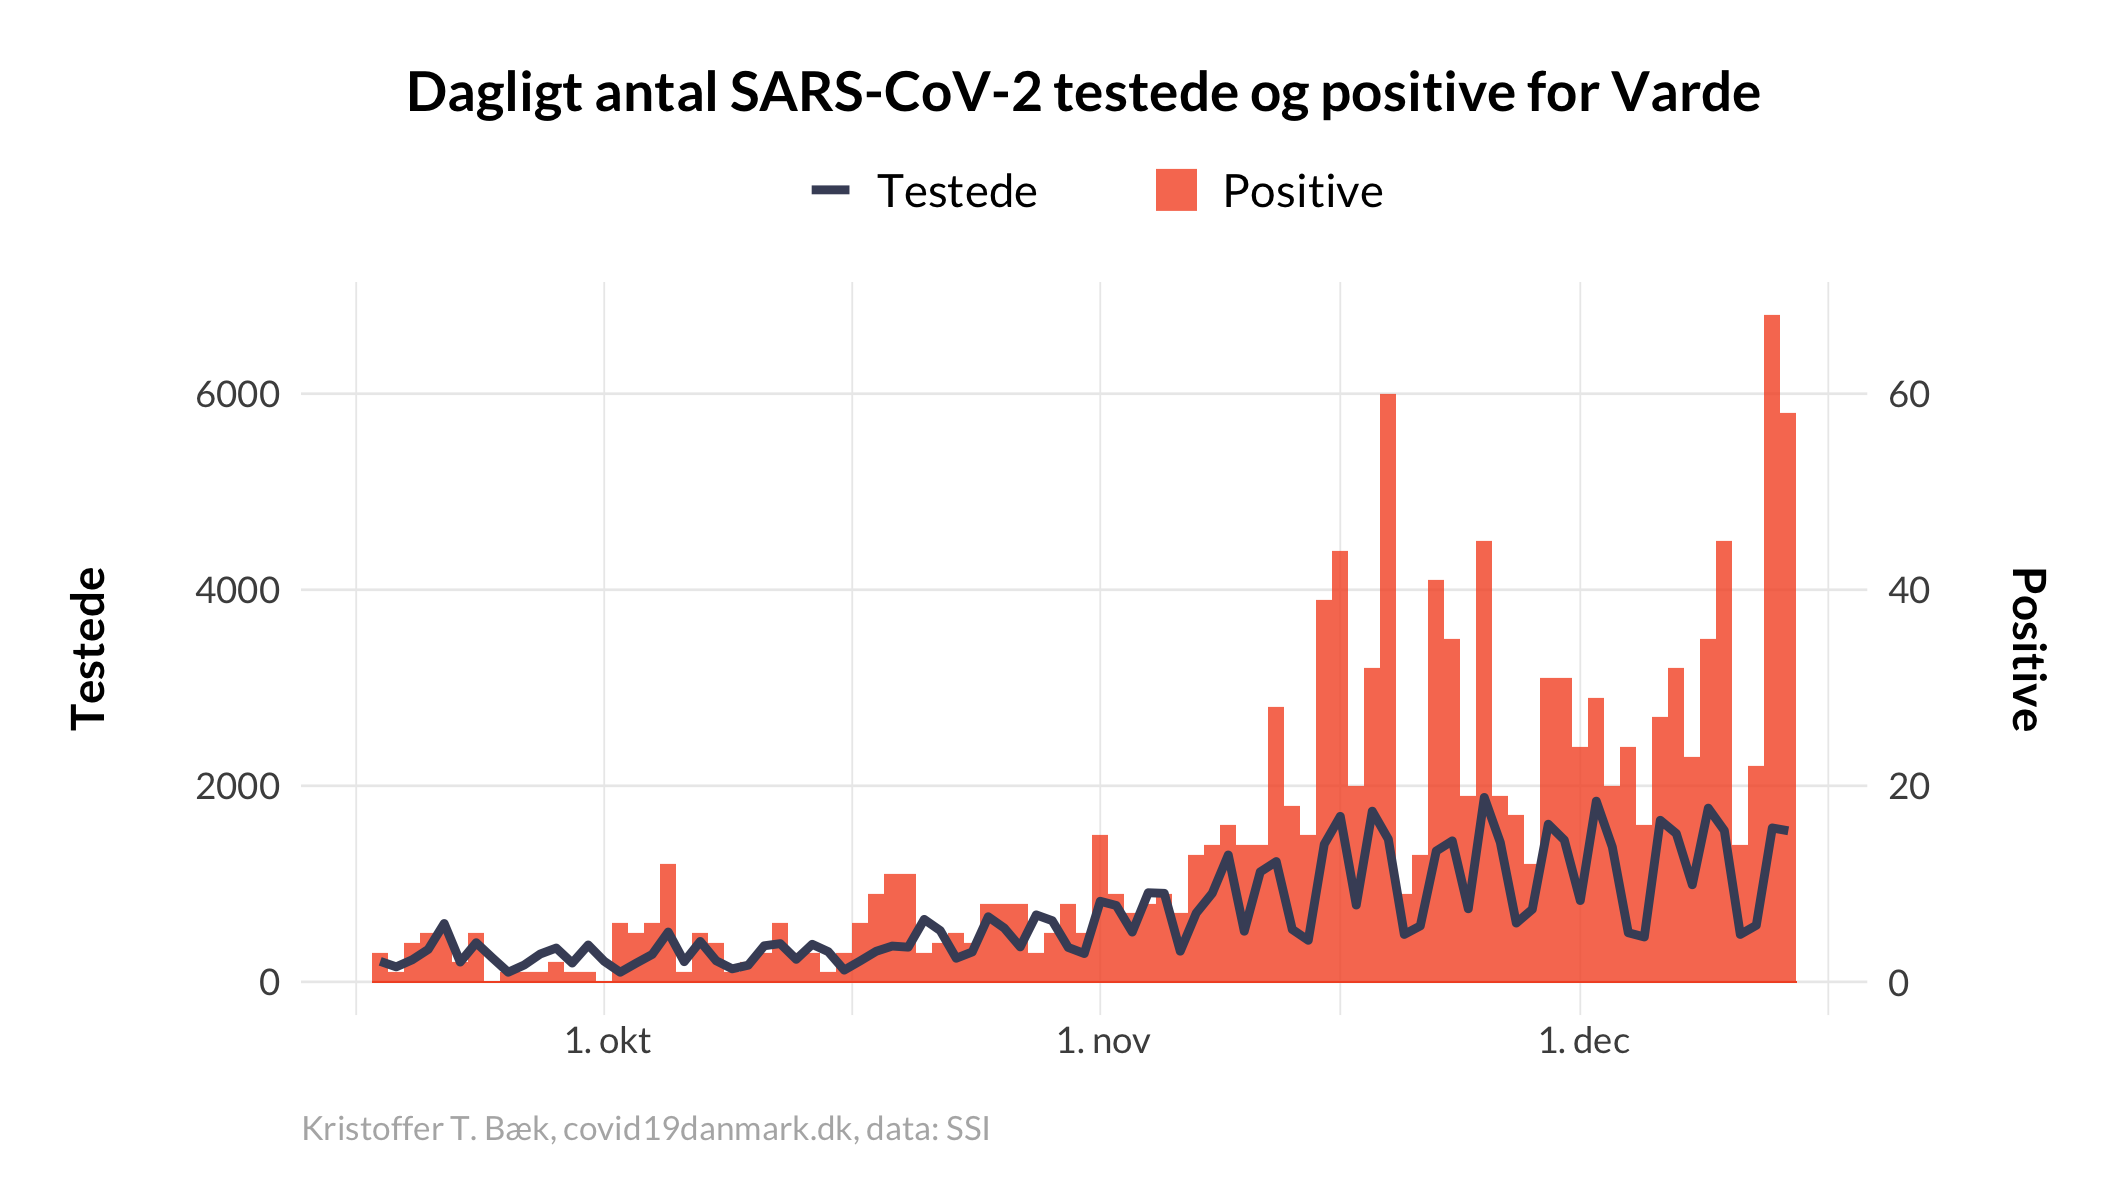 Dagligt antal SARS-CoV-2 testede og positive for Varde
Testede Positive
6000 60
4000 40
Testede Positive
2000 20
0 0
1. okt 1. nov 1. dec
Kristoffer T. Bæk, covid19danmark.dk, data: SSI